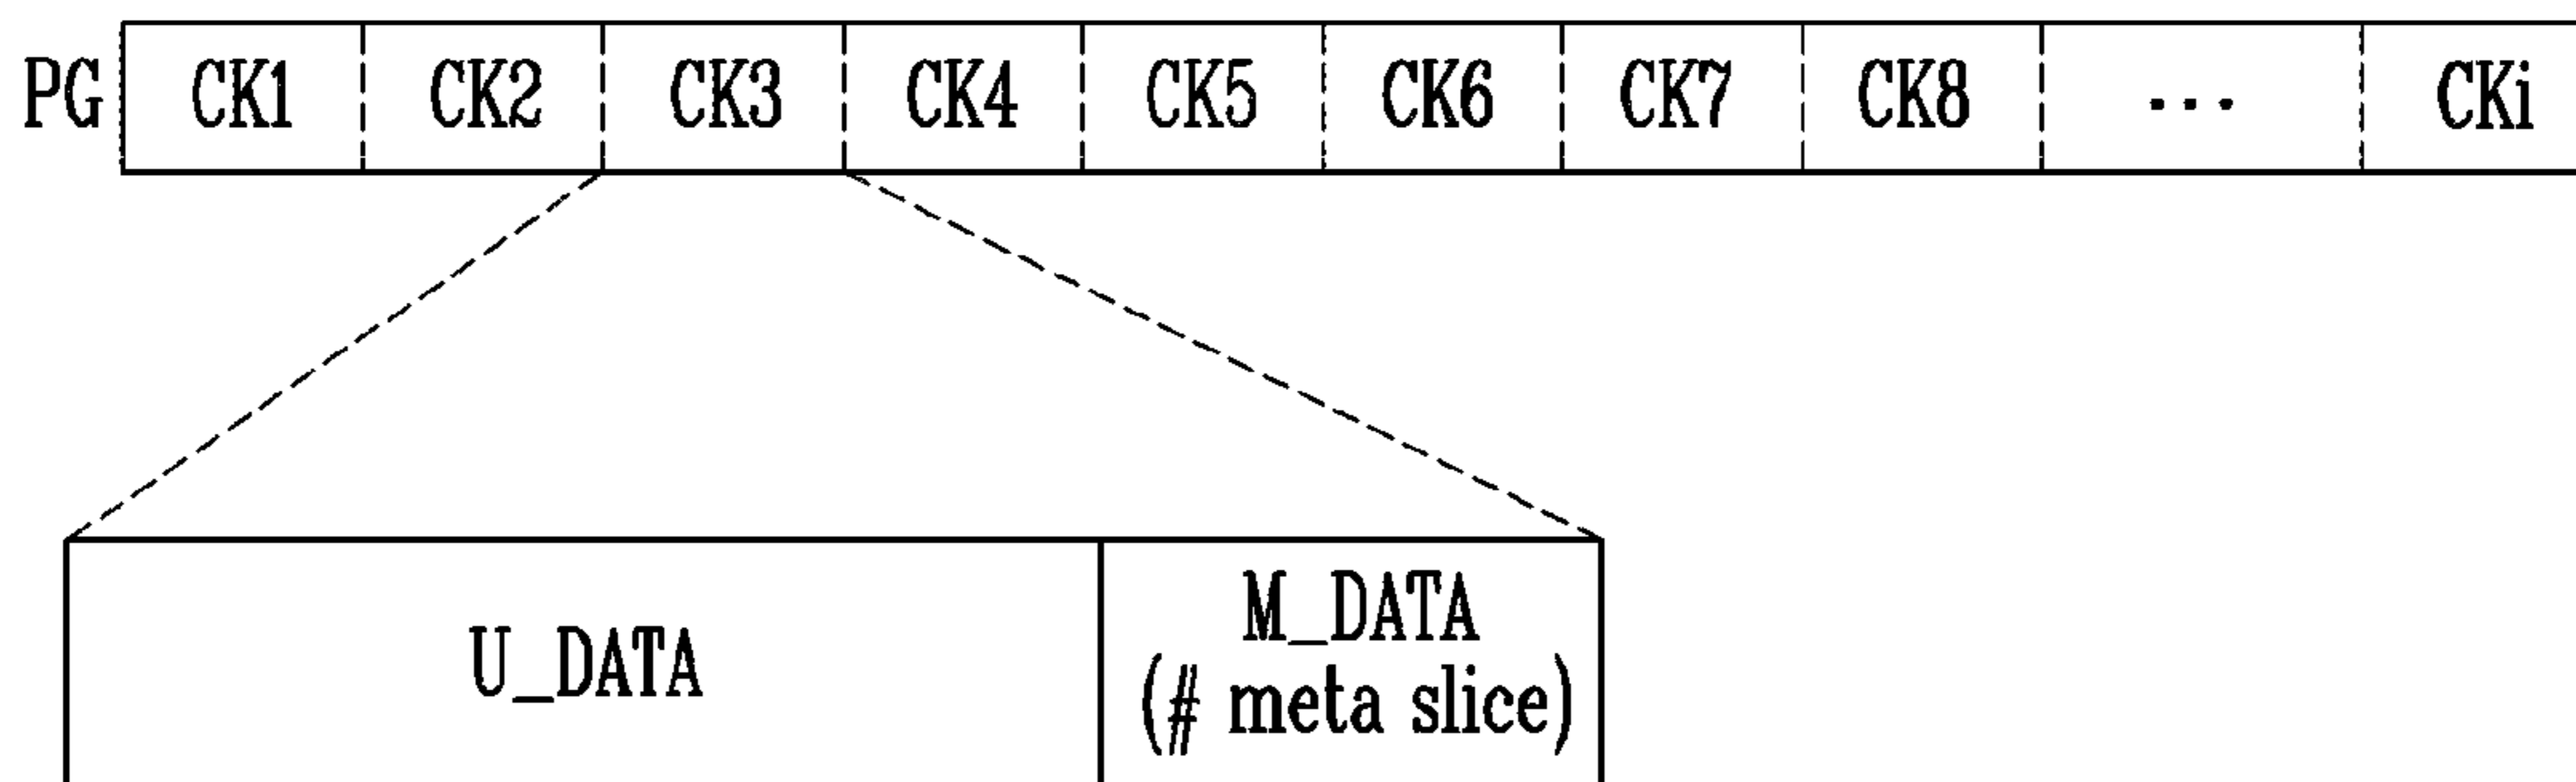 PG CK1 CK2 CK3 CK4 CK5 CK6 CK7 CK8 ... CKi
U_DATA
M_DATA
(# meta slice)